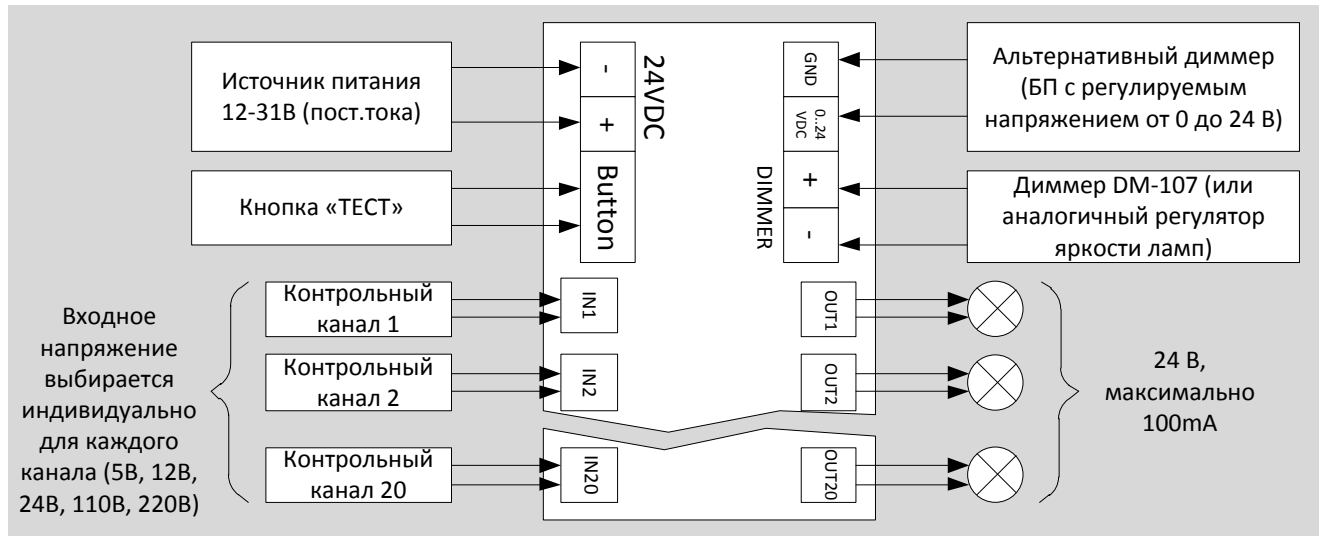 Источник питания
12-31В (пост.тока)
Кнопка «ТЕСТ»
-
+
24VDC
Button
GND
0..24
VDC
+
-
DIMMER
Альтернативный диммер
(БП с регулируемым
напряжением от 0 до 24 В)
Диммер DM-107 (или
аналогичный регулятор
яркости ламп)
Входное
напряжение
выбирается
индивидуально
для каждого
канала (5В, 12В,
24В, 110В, 220В)
Контрольный
канал 1
IN1
OUT1
Контрольный
канал 2
IN2
OUT2
Контрольный
канал 20
IN20
OUT20
24 В,
максимально
100mA